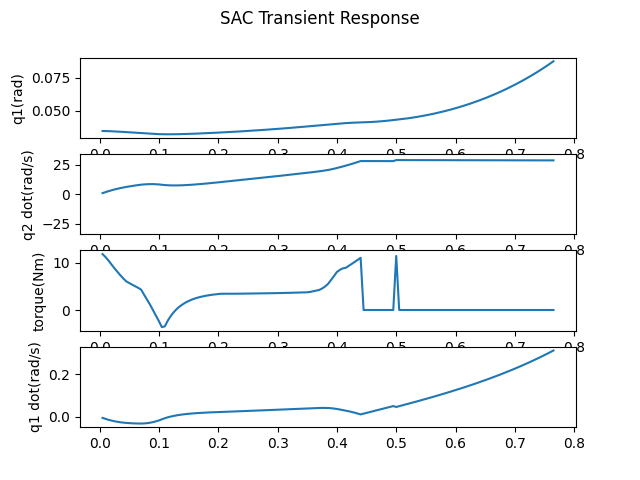 SAC Transient Response
q1(rad)
0.075
0.050
0.0 0.1 0.2 0.3 0.4 0.5 0.6 0.7 0.8
q2 dot(rad/s)
25
0
−25
0.0 0.1 0.2 0.3 0.4 0.5 0.6 0.7 0.8
torque(Nm)
10
0
0.0 0.1 0.2 0.3 0.4 0.5 0.6 0.7 0.8
q1 dot(rad/s)
0.2
0.0
0.0 0.1 0.2 0.3 0.4 0.5 0.6 0.7 0.8